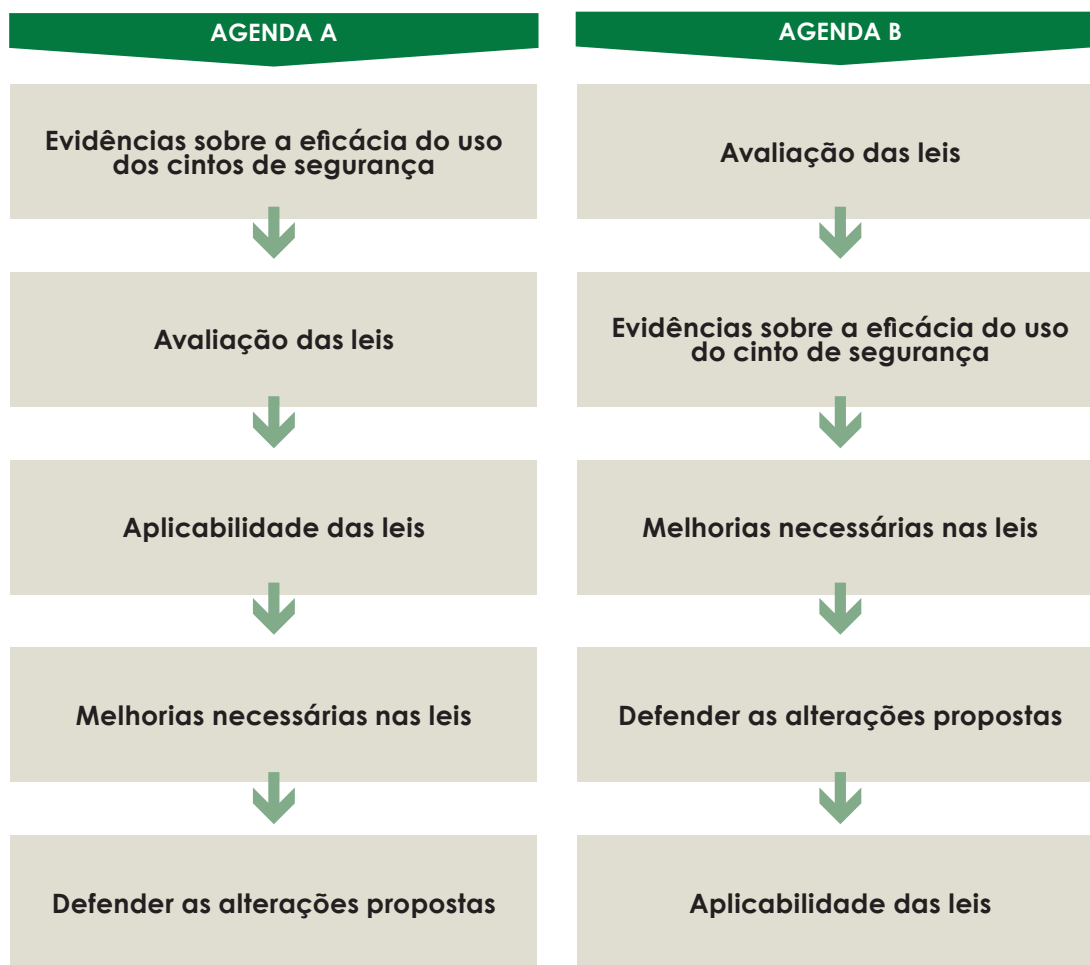 AGENDA A
Evidências sobre a eficácia do uso
dos cintos de segurança
Avaliação das leis
Aplicabilidade das leis
Melhorias necessárias nas leis
Defender as alterações propostas
AGENDA B
Avaliação das leis
Evidências sobre a eficácia do uso
do cinto de segurança
Melhorias necessárias nas leis
Defender as alterações propostas
Aplicabilidade das leis